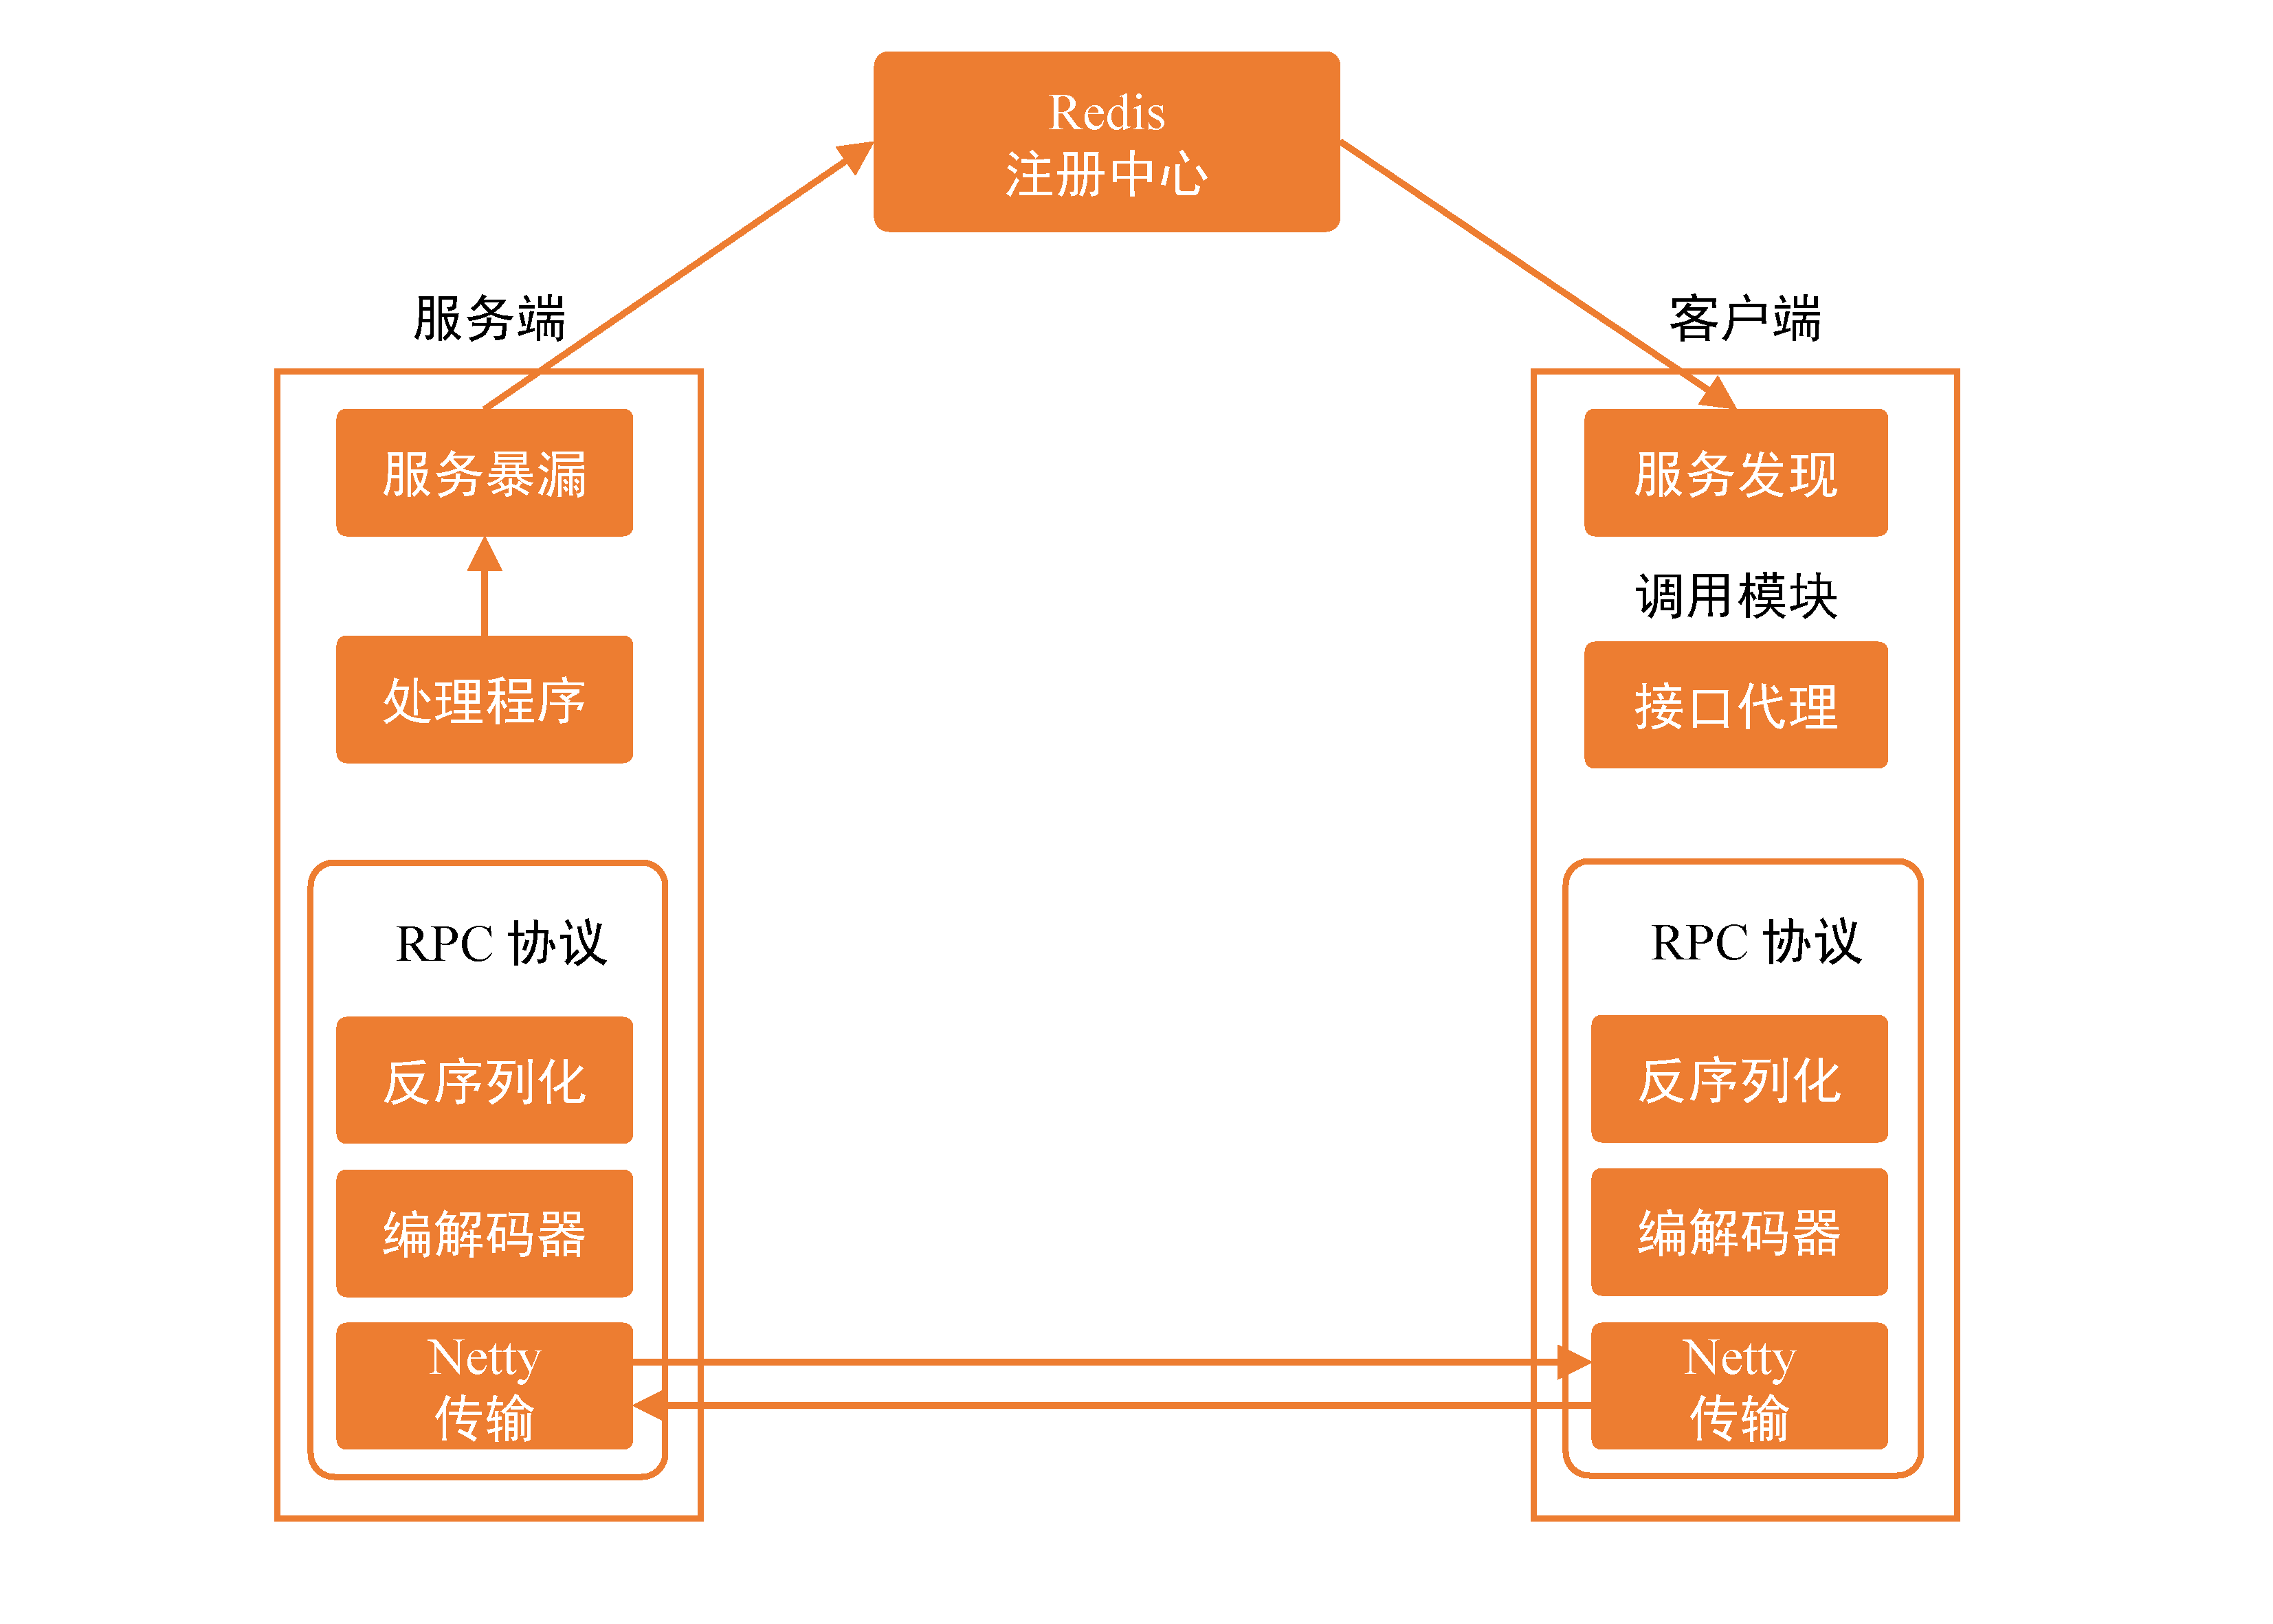 Redis
注册中心
服务端
服务暴漏
处理程序
RPC 协议
反序列化
编解码器
Netty
传输
客户端
服务发现
调用模块
接口代理
RPC 协议
反序列化
编解码器
Netty
传输